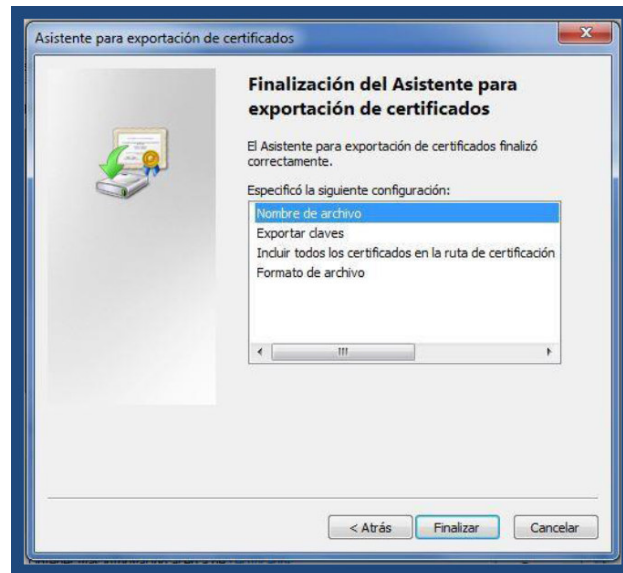 Asistente para exportación de certificados
Finalización del Asistente para
exportación de certificados
El Asistente para exportación de certificados finalizó
correctamente.
Especificó la siguiente configuración:
Nombre de archivo
Exportar claves
Incluir todos los certificados en la ruta de certificación
Formato de archivo
< Atrás
Finalizar
Cancelar